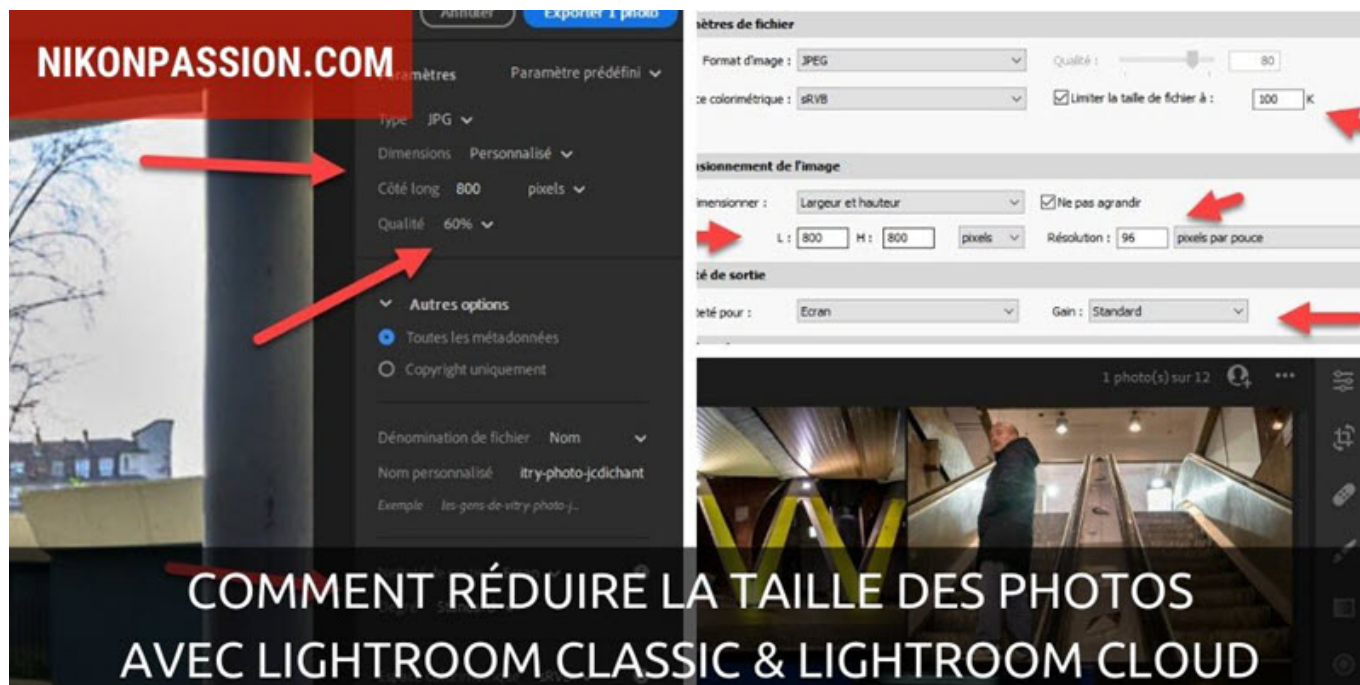 NIKONPASSION.COM
Annuler
Exporter 1 photo
Paramètres
Paramètre prédéfini
Type JPG
Dimensions Personnalisé
Côté long 800 pixels
Qualité 60%
Autres options
Toutes les métadonnées
Copyright uniquement
Dénomination de fichier Nom
Nom personnalisé itry-photo-jcdichant
Exemple les-gens-de-vitry-photo-j...
ètres de fichier
Format d'image : JPEG
Qualité : 80
ce colorimétrique : sRVB
Limiter la taille de fichier à : 100 K
nsionnement de l'image
imensionner : Largeur et hauteur
Ne pas agrandir
L : 800 H : 800 pixels
Résolution : 96 pixels par pouce
té de sortie
teté pour : Ecran
Gain : Standard
1 photo(s) sur 12
COMMENT RÉDUIRE LA TAILLE DES PHOTOS
AVEC LIGHTROOM CLASSIC & LIGHTROOM CLOUD